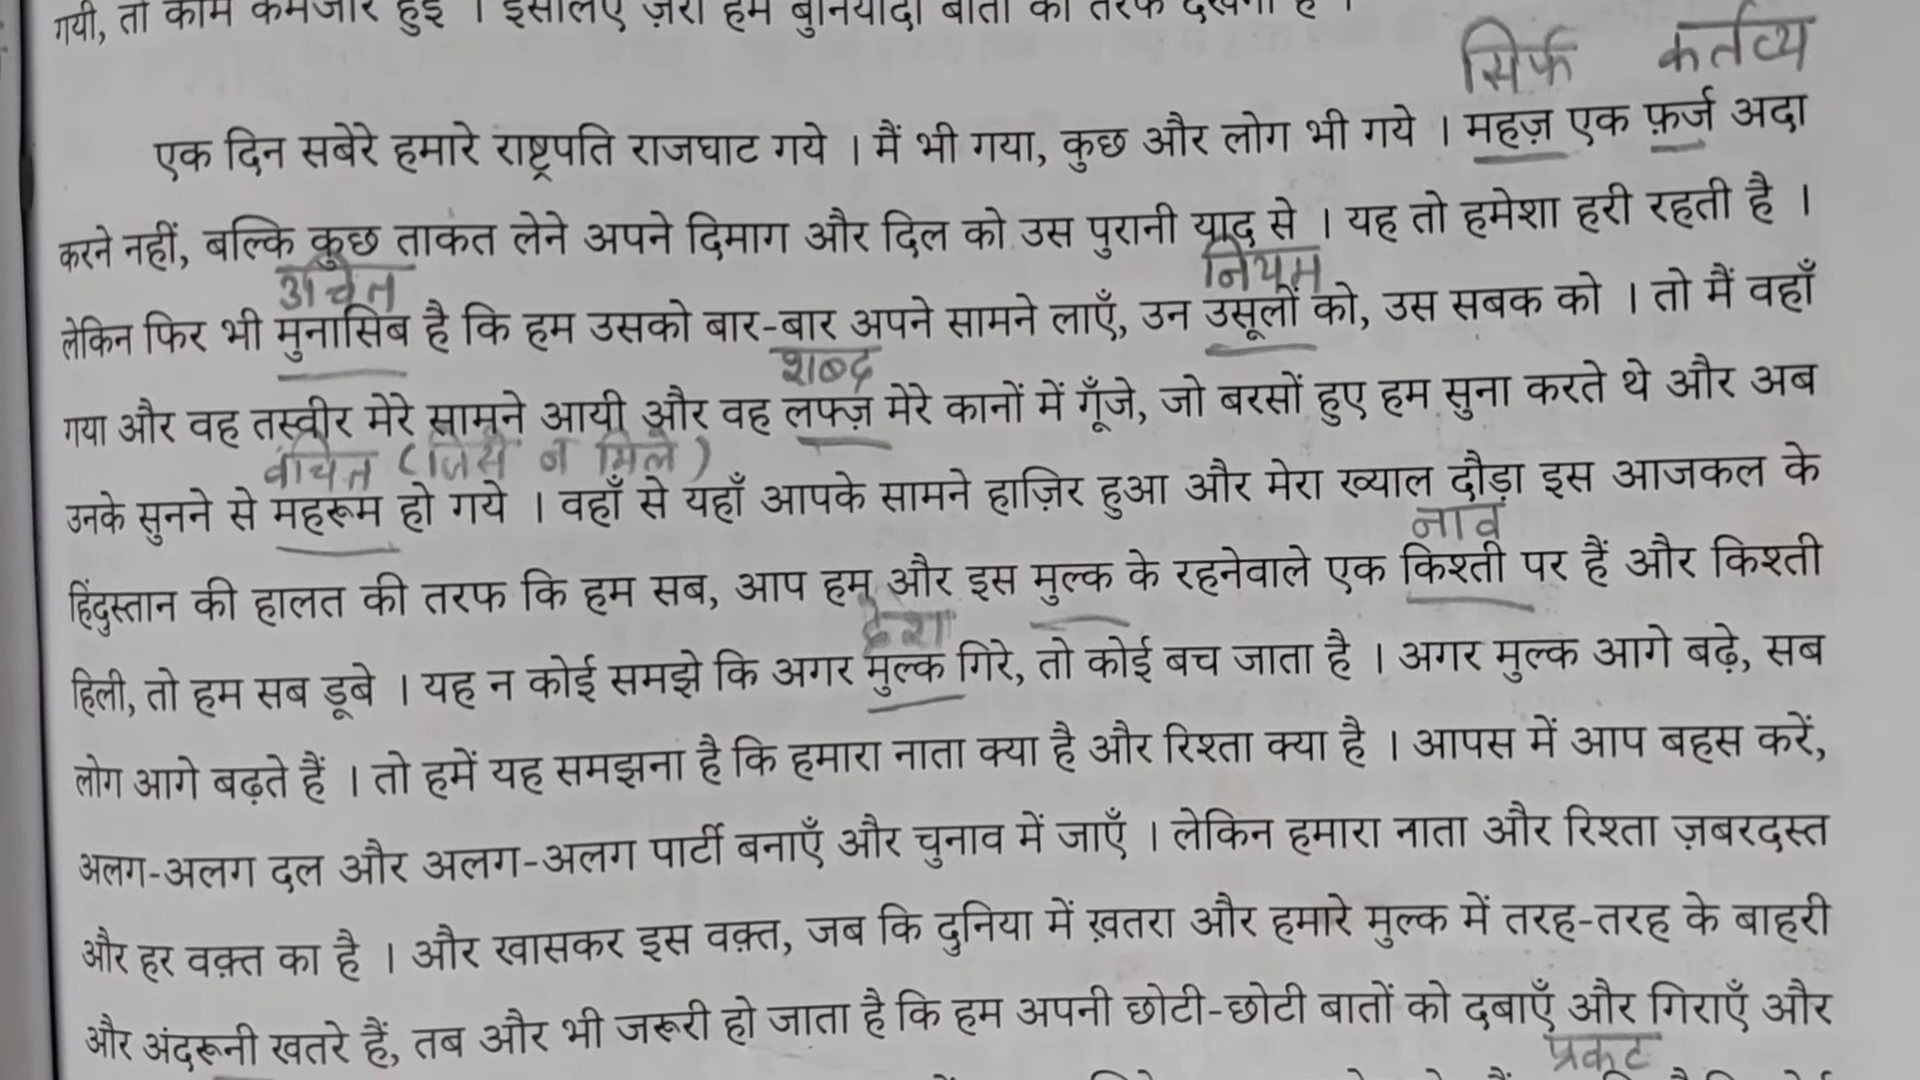 गयी, तो काम कमजोर हुई । इसलिए ज़रा हमें बुनियादी बातों की तरफ देखना है ।
सिर्फ कर्तव्य
एक दिन सबेरे हमारे राष्ट्रपति राजघाट गये । मैं भी गया, कुछ और लोग भी गये । महज़ एक फ़र्ज अदा
करने नहीं, बल्कि कुछ ताकत लेने अपने दिमाग और दिल को उस पुरानी याद से । यह तो हमेशा हरी रहती है ।
उचित नियम
लेकिन फिर भी मुनासिब है कि हम उसको बार-बार अपने सामने लाएँ, उन उसूलों को, उस सबक को । तो मैं वहाँ
शब्द
गया और वह तस्वीर मेरे सामने आयी और वह लफ्ज़ मेरे कानों में गूँजे, जो बरसों हुए हम सुना करते थे और अब
वंचित (जिसे न मिले)
उनके सुनने से महरूम हो गये । वहाँ से यहाँ आपके सामने हाज़िर हुआ और मेरा ख्याल दौड़ा इस आजकल के
नाव
हिंदुस्तान की हालत की तरफ कि हम सब, आप हम और इस मुल्क के रहनेवाले एक किश्ती पर हैं और किश्ती
देश
हिली, तो हम सब डूबे । यह न कोई समझे कि अगर मुल्क गिरे, तो कोई बच जाता है । अगर मुल्क आगे बढ़े, सब
लोग आगे बढ़ते हैं । तो हमें यह समझना है कि हमारा नाता क्या है और रिश्ता क्या है । आपस में आप बहस करें,
अलग-अलग दल और अलग-अलग पार्टी बनाएँ और चुनाव में जाएँ । लेकिन हमारा नाता और रिश्ता ज़बरदस्त
और हर वक़्त का है । और खासकर इस वक़्त, जब कि दुनिया में ख़तरा और हमारे मुल्क में तरह-तरह के बाहरी
और अंदरूनी खतरे हैं, तब और भी जरूरी हो जाता है कि हम अपनी छोटी-छोटी बातों को दबाएँ और गिराएँ और
प्रकट